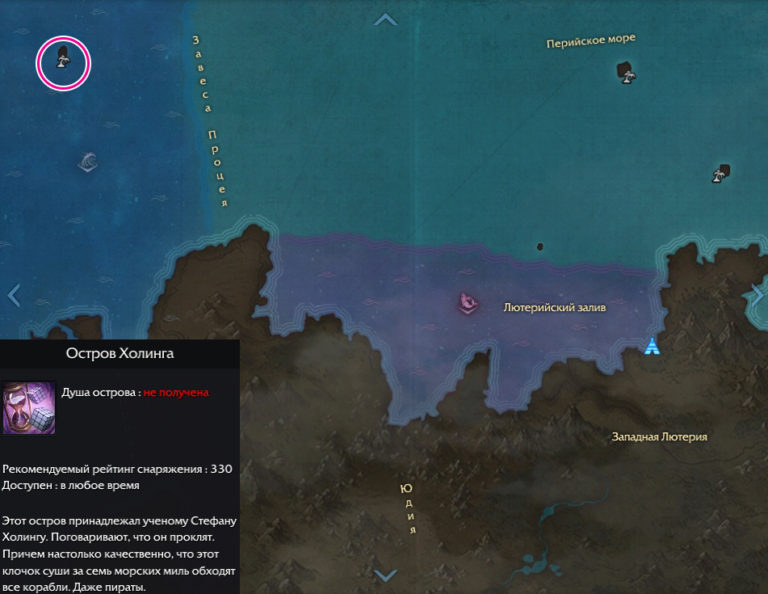 Завеса Процея
Перийское море
Лютерийский залив
Остров Холинга
Душа острова : не получена
Западная Лютерия
Рекомендуемый рейтинг снаряжения : 330
Доступен : в любое время
Юдия
Этот остров принадлежал ученому Стефану
Холингу. Поговаривают, что он проклят.
Причем настолько качественно, что этот
клочок суши за семь морских миль обходят
все корабли. Даже пираты.